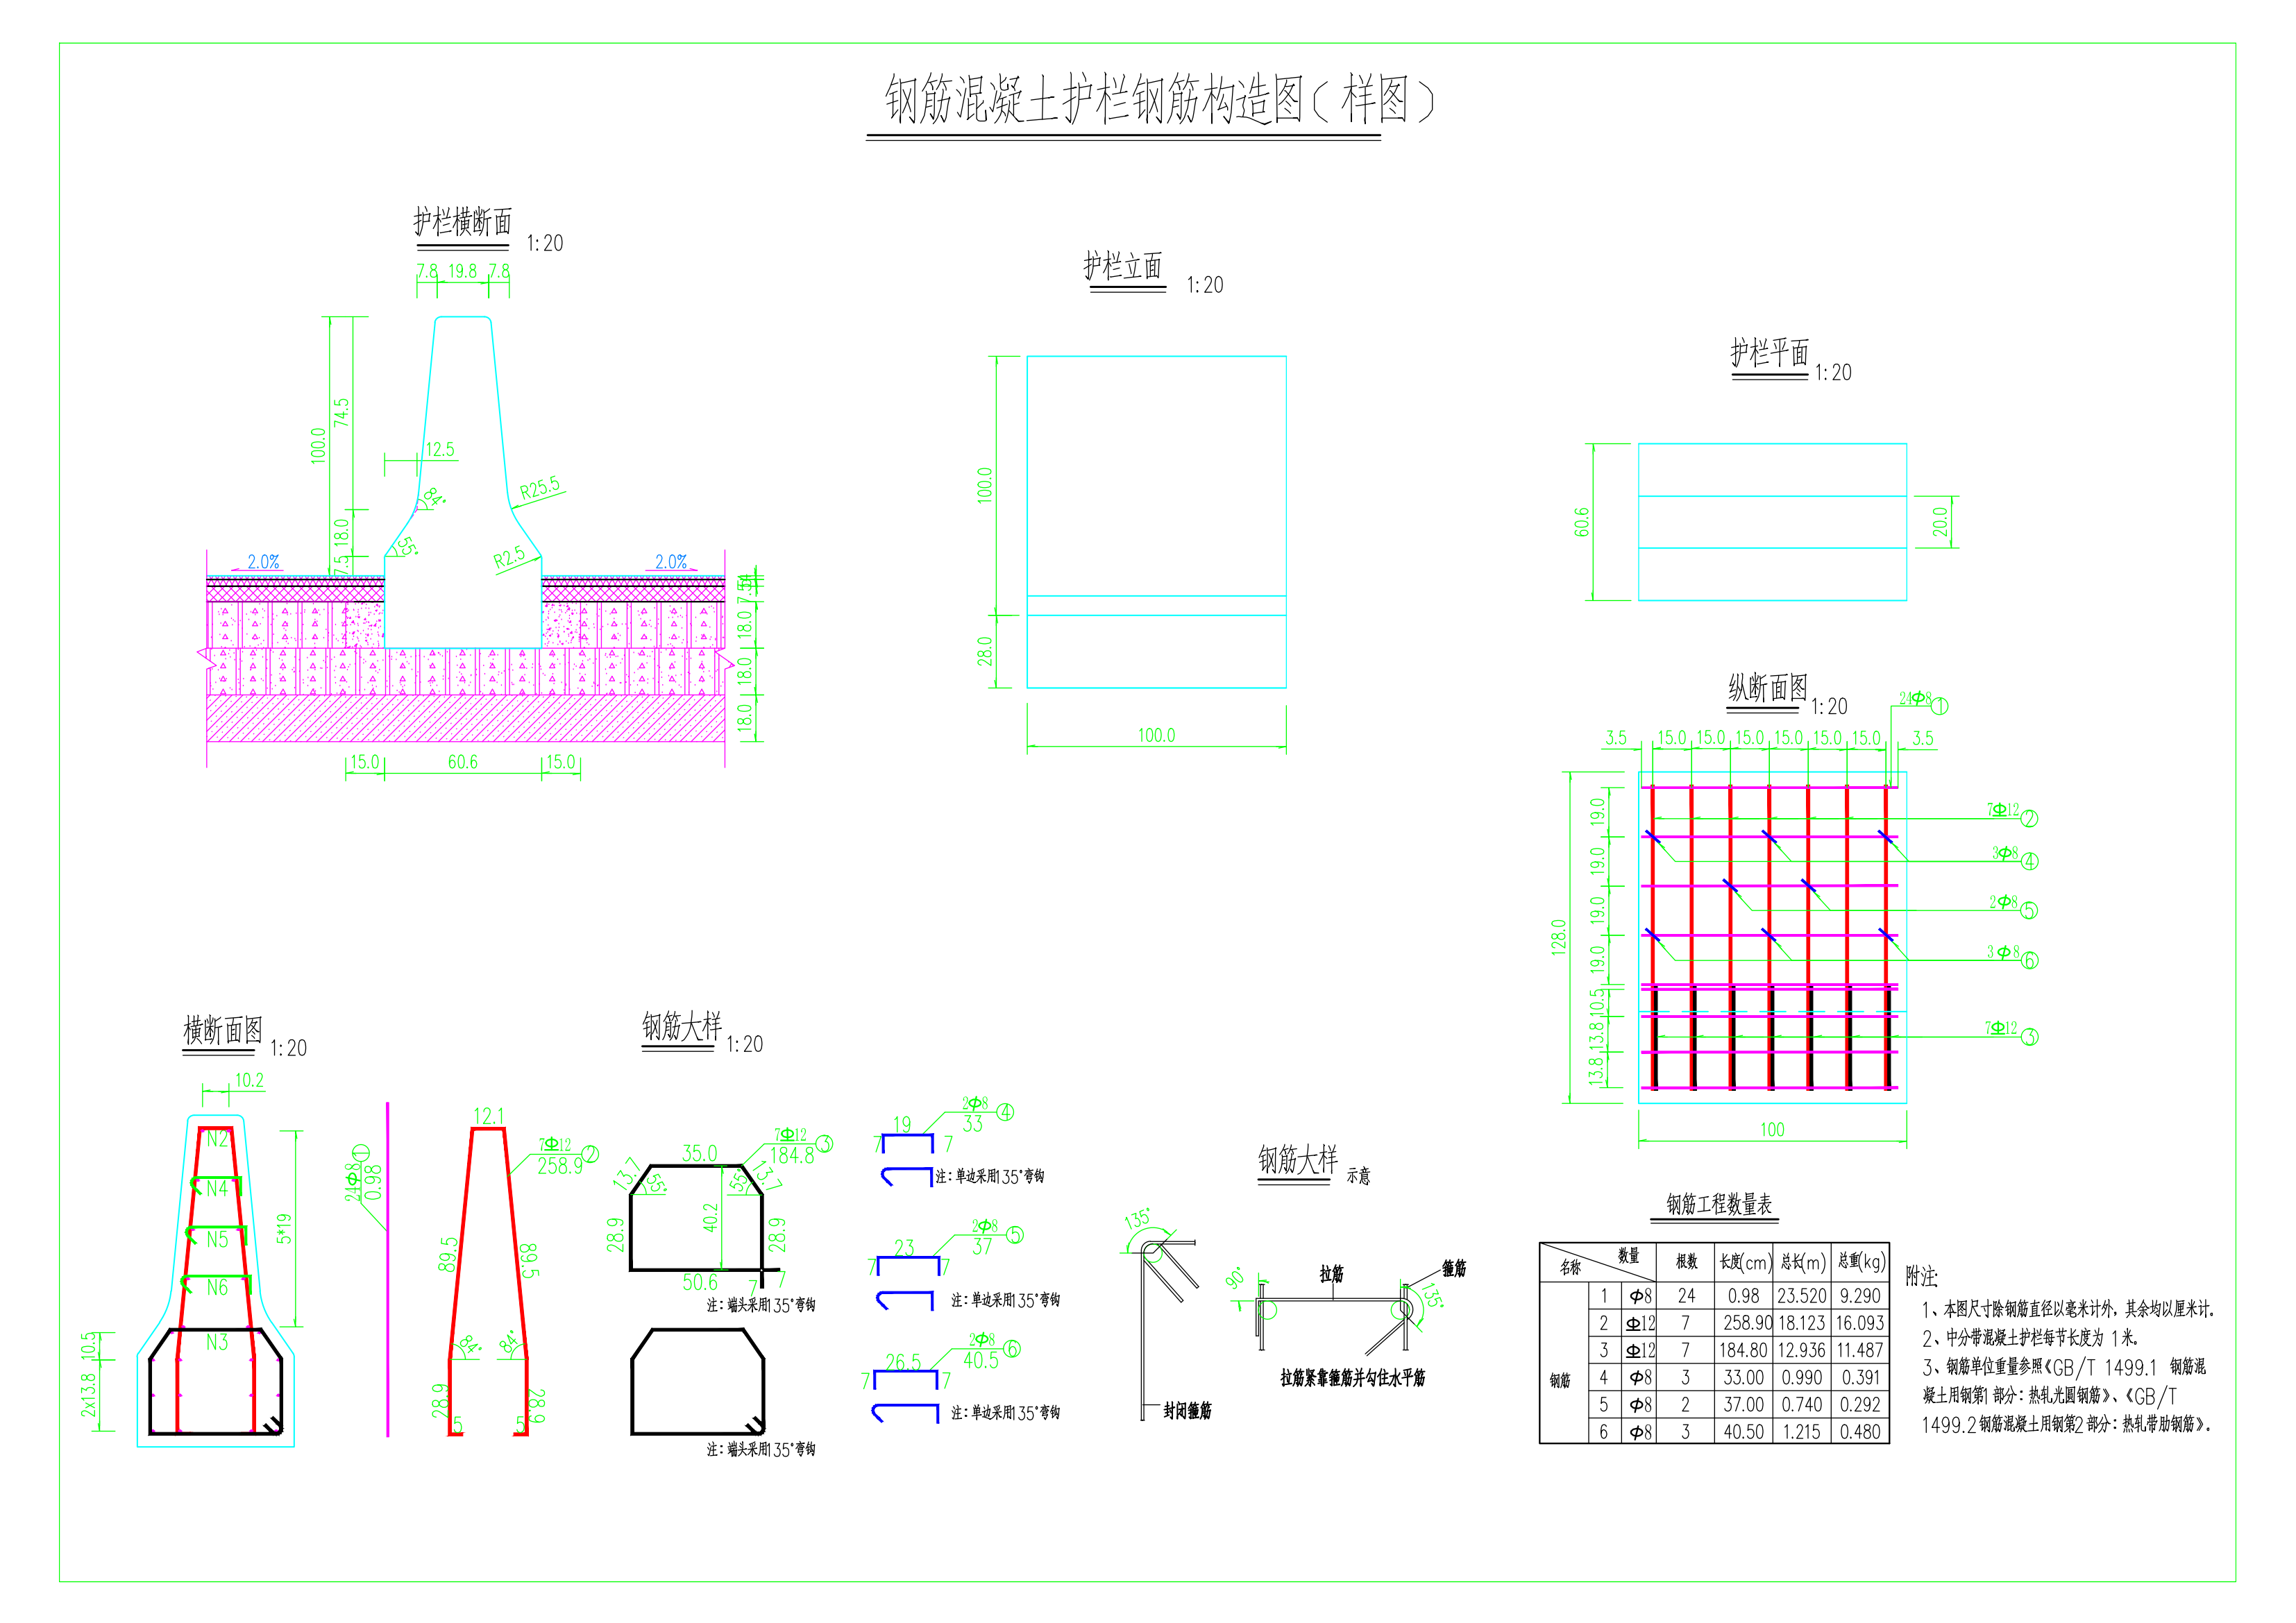 钢筋混凝土护栏钢筋构造图（样图）
护栏横断面 1:20
7.8 19.8 7.8
100.0
74.5
18.0
7.5
12.5
84°
55°
R25.5
R2.5
2.0%
2.0%
7.5
18.0
18.0
18.0
15.0 60.6 15.0
护栏立面 1:20
100.0
28.0
100.0
护栏平面 1:20
60.6
20.0
纵断面图 1:20
24Φ8 1
3.5 15.0 15.0 15.0 15.0 15.0 15.0 3.5
128.0
19.0
19.0
19.0
19.0
10.5
13.8
13.8
7Φ12 2
3Φ8 4
2Φ8 5
3Φ8 6
7Φ12 3
100
横断面图 1:20
10.2
N2
N4
N5
N6
N3
5*19
10.5
2x13.8
24Φ8 1
0.98
钢筋大样 1:20
12.1
7Φ12 2
258.9
89.5 89.5
84° 84°
28.9 28.9
5 5
35.0
7Φ12 3
184.8
13.7 13.7
55° 55°
28.9 40.2 28.9
50.6
7 7
注：端头采用135°弯钩
注：端头采用135°弯钩
19
7 7
2Φ8 4
33
注：单边采用135°弯钩
23
7 7
2Φ8 5
37
注：单边采用135°弯钩
26.5
7 7
2Φ8 6
40.5
注：单边采用135°弯钩
钢筋大样 示意
135°
封闭箍筋
90°
拉筋
箍筋
135°
拉筋紧靠箍筋并勾住水平筋
钢筋工程数量表
名称 数量 根数 长度(cm) 总长(m) 总重(kg)
钢筋
1 Φ8 24 0.98 23.520 9.290
2 Φ12 7 258.90 18.123 16.093
3 Φ12 7 184.80 12.936 11.487
4 Φ8 3 33.00 0.990 0.391
5 Φ8 2 37.00 0.740 0.292
6 Φ8 3 40.50 1.215 0.480
附注:
1、本图尺寸除钢筋直径以毫米计外，其余均以厘米计。
2、中分带混凝土护栏每节长度为 1米。
3、钢筋单位重量参照《GB/T 1499.1 钢筋混
凝土用钢第1部分：热轧光圆钢筋》、《GB/T
1499.2钢筋混凝土用钢第2部分：热轧带肋钢筋》。